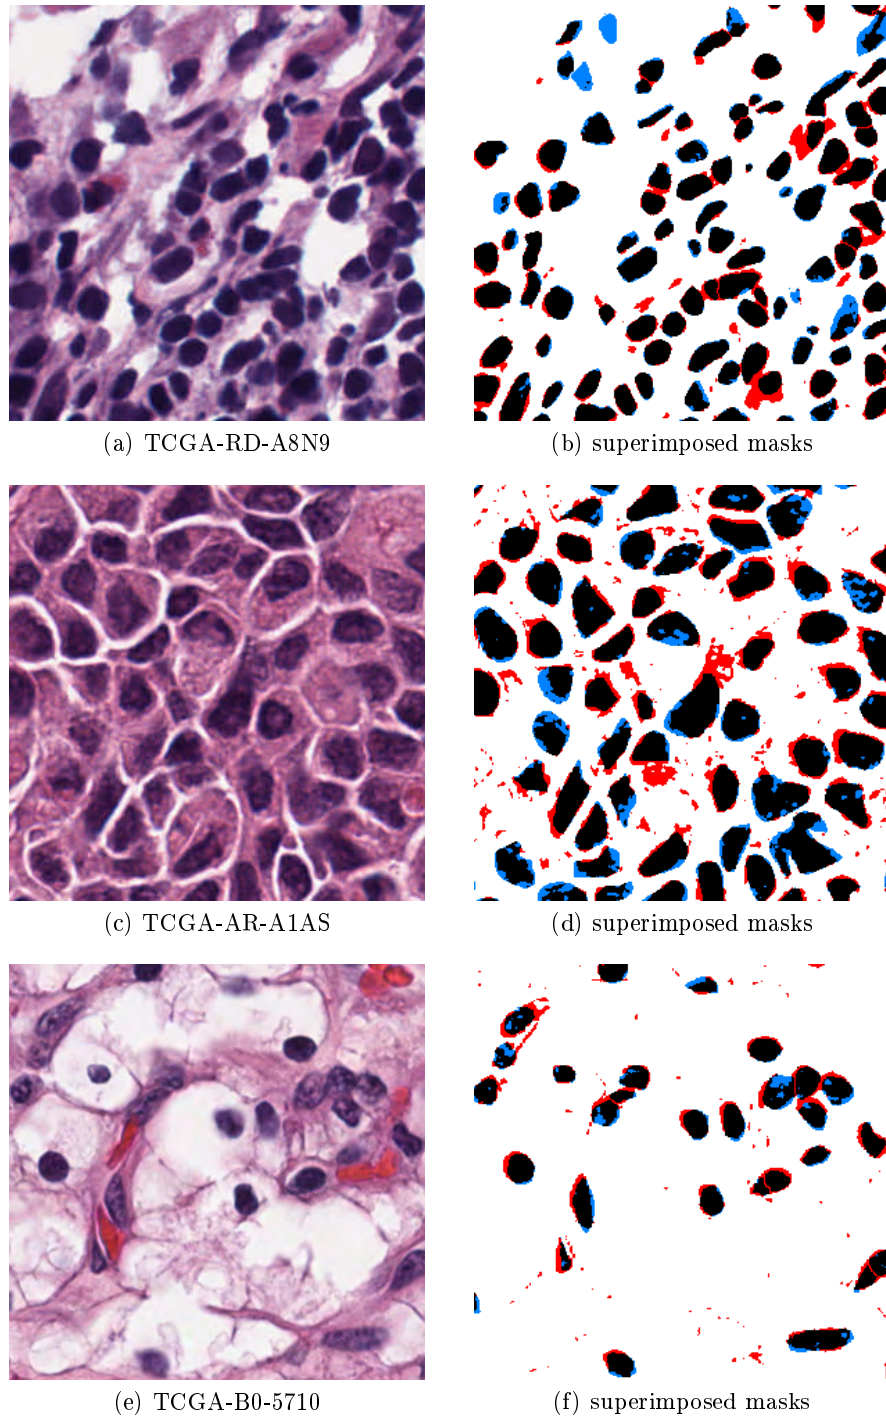 (a) TCGA-RD-A8N9
(b) superimposed masks
(c) TCGA-AR-A1AS
(d) superimposed masks
(e) TCGA-B0-5710
(f) superimposed masks